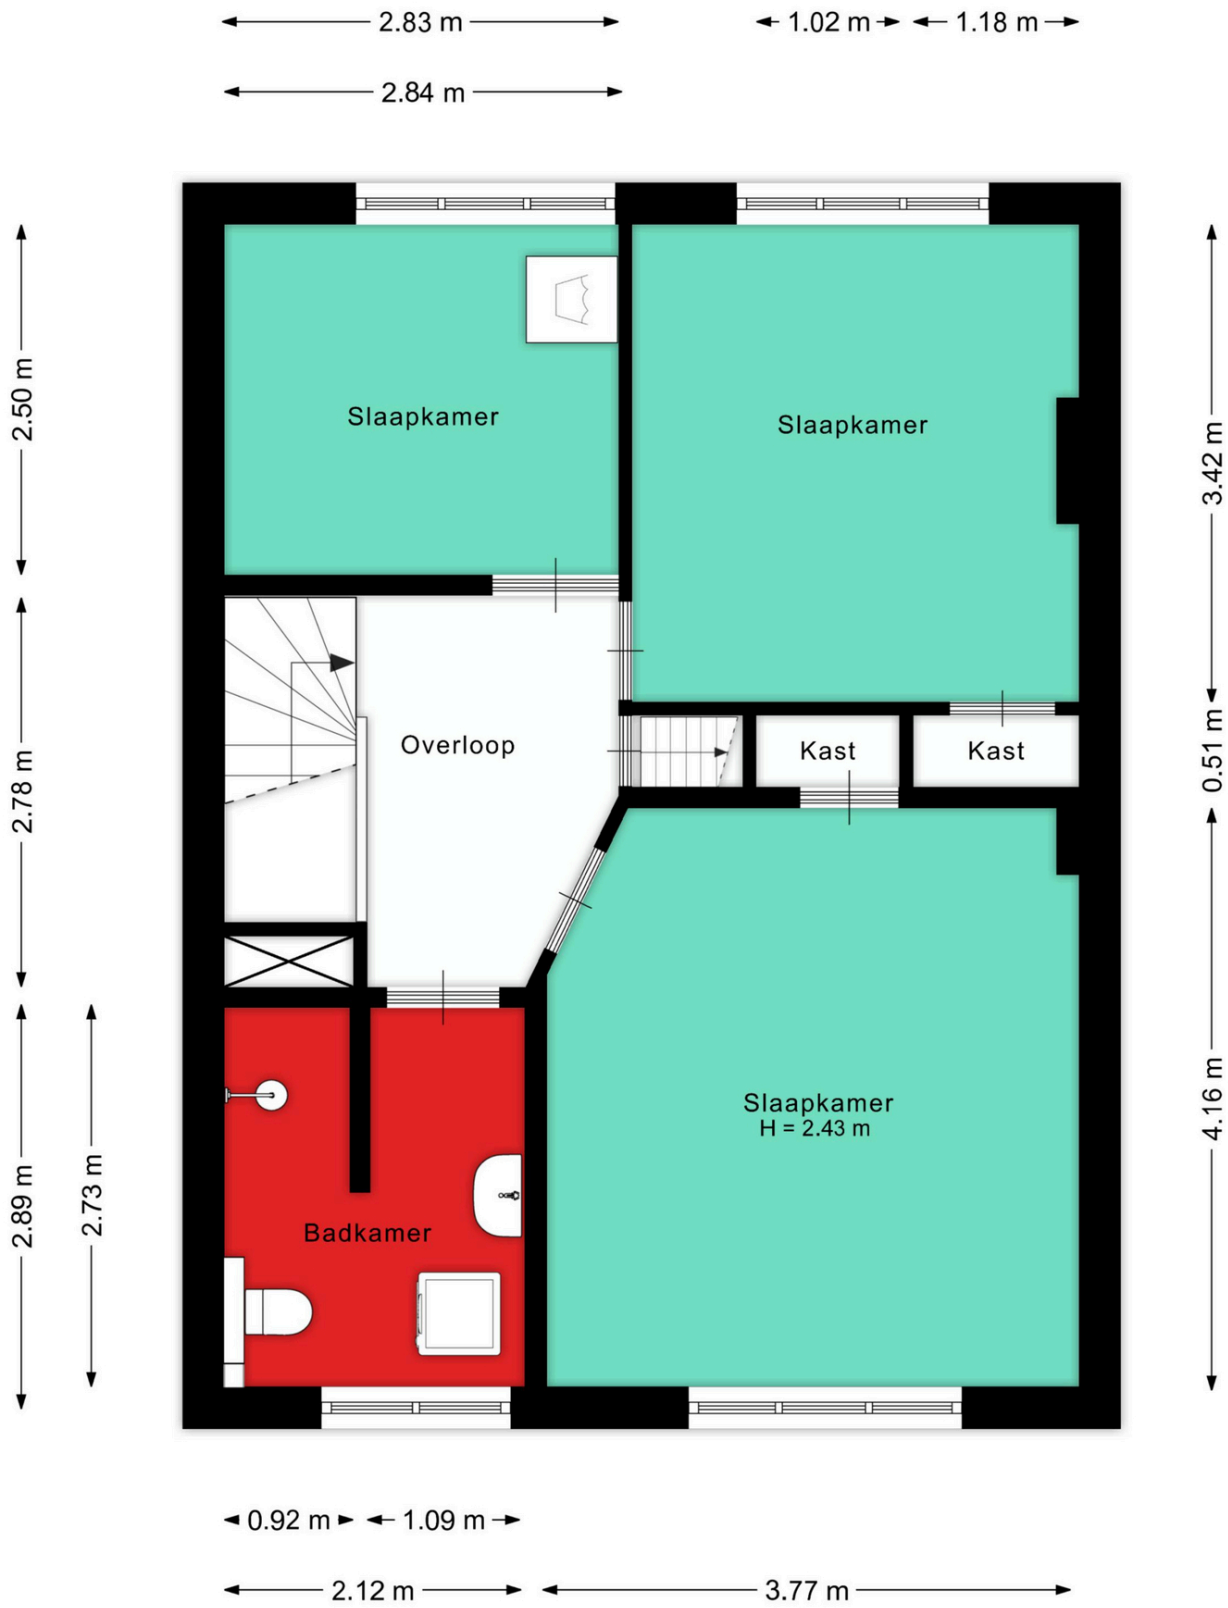 2.83 m
1.02 m
1.18 m
2.84 m
2.50 m
Slaapkamer
Slaapkamer
3.42 m
2.78 m
Overloop
Kast
Kast
0.51 m
Slaapkamer
H = 2.43 m
4.16 m
2.89 m
2.73 m
Badkamer
0.92 m
1.09 m
2.12 m
3.77 m